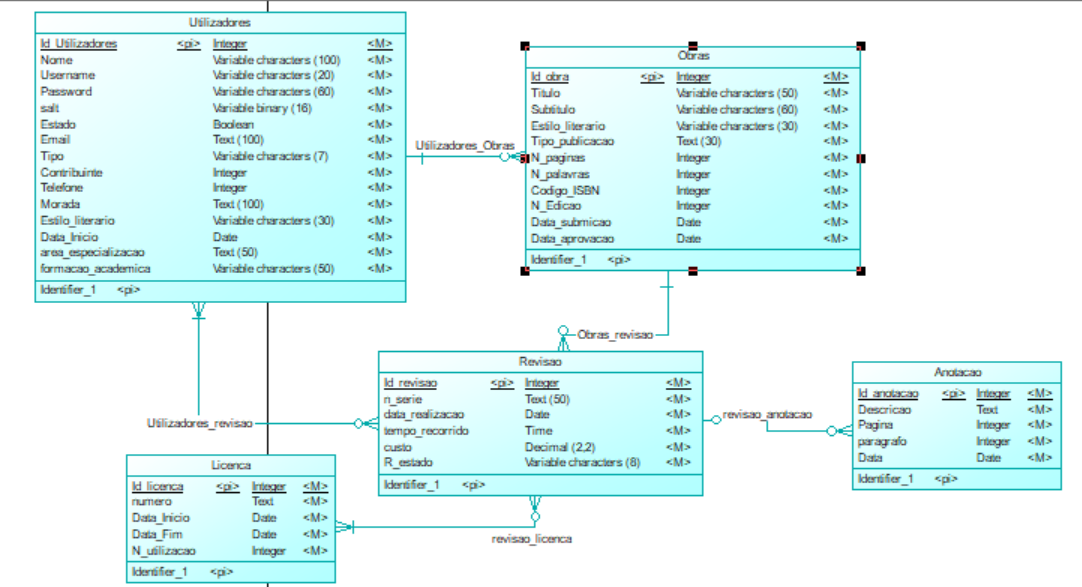 Utilizadores
Id_Utilizadores <pi> Integer <M>
Nome Variable characters (100) <M>
Username Variable characters (20) <M>
Password Variable characters (60) <M>
salt Variable binary (16) <M>
Estado Boolean <M>
Email Text (100) <M>
Tipo Variable characters (7) <M>
Contribuinte Integer <M>
Telefone Integer <M>
Morada Text (100) <M>
Estilo_literario Variable characters (30) <M>
Data_Inicio Date <M>
area_especializacao Text (50) <M>
formacao_academica Variable characters (50) <M>
Identifier_1 <pi>
Utilizadores_Obras
Obras
Id_obra <pi> Integer <M>
Titulo Variable characters (50) <M>
Subtitulo Variable characters (60) <M>
Estilo_literario Variable characters (30) <M>
Tipo_publicacao Text (30) <M>
N_paginas Integer <M>
N_palavras Integer <M>
Codigo_ISBN Integer <M>
N_Edicao Integer <M>
Data_submicao Date <M>
Data_aprovacao Date <M>
Identifier_1 <pi>
Obras_revisao
Utilizadores_revisao
Revisao
Id_revisao <pi> Integer <M>
n_serie Text (50) <M>
data_realizacao Date <M>
tempo_recorrido Time <M>
custo Decimal (2,2) <M>
R_estado Variable characters (8) <M>
Identifier_1 <pi>
revisao_anotacao
Anotacao
Id_anotacao <pi> Integer <M>
Descricao Text <M>
Pagina Integer <M>
paragrafo Integer <M>
Data Date <M>
Identifier_1 <pi>
Licenca
Id_licenca <pi> Integer <M>
numero Text <M>
Data_Inicio Date <M>
Data_Fim Date <M>
N_utilizacao Integer <M>
Identifier_1 <pi>
revisao_licenca